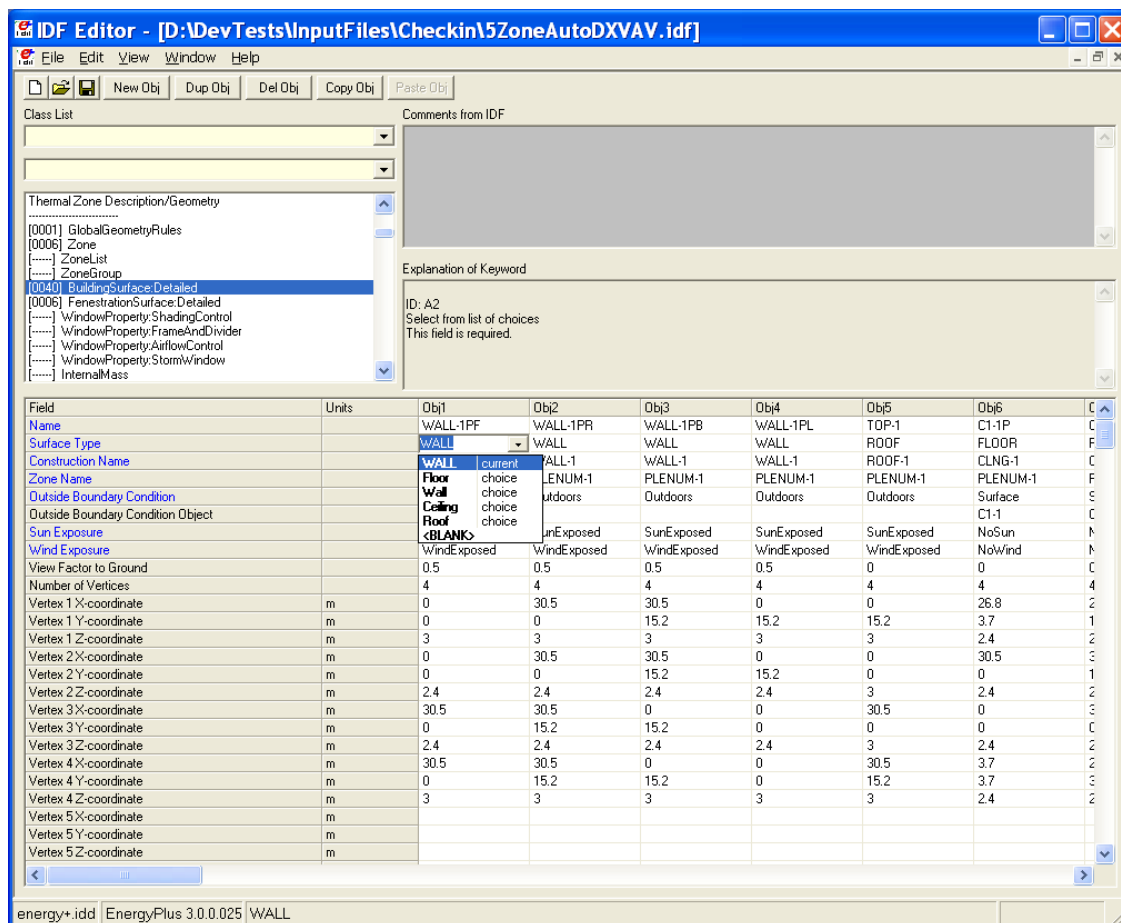 IDF Editor - [D:\DevTests\InputFiles\Checkin\5ZoneAutoDXVAV.idf]
File Edit View Window Help
New Obj Dup Obj Del Obj Copy Obj Paste Obj
Class List Comments from IDF
Thermal Zone Description/Geometry
--------------------------
[0001] GlobalGeometryRules
[0006] Zone
[------] ZoneList
[------] ZoneGroup
[0040] BuildingSurface:Detailed
[0006] FenestrationSurface:Detailed
[------] WindowProperty:ShadingControl
[------] WindowProperty:FrameAndDivider
[------] WindowProperty:AirflowControl
[------] WindowProperty:StormWindow
[------] InternalMass
Explanation of Keyword
ID: A2
Select from list of choices
This field is required.
Field Units Obj1 Obj2 Obj3 Obj4 Obj5 Obj6
Name WALL-1PF WALL-1PR WALL-1PB WALL-1PL TOP-1 C1-1P
Surface Type WALL WALL WALL WALL ROOF FLOOR
Construction Name WALL-1 WALL-1 WALL-1 ROOF-1 CLNG-1
Zone Name PLENUM-1 PLENUM-1 PLENUM-1 PLENUM-1
Outside Boundary Condition Outdoors Outdoors Outdoors Surface
Outside Boundary Condition Object C1-1
Sun Exposure SunExposed SunExposed SunExposed SunExposed NoSun
Wind Exposure WindExposed WindExposed WindExposed WindExposed WindExposed NoWind
WALL current
Floor choice
Wall choice
Ceiling choice
Roof choice
<BLANK>
View Factor to Ground 0.5 0.5 0.5 0.5 0 0
Number of Vertices 4 4 4 4 4 4
Vertex 1 X-coordinate m 0 30.5 30.5 0 0 26.8
Vertex 1 Y-coordinate m 0 0 15.2 15.2 15.2 3.7
Vertex 1 Z-coordinate m 3 3 3 3 3 2.4
Vertex 2 X-coordinate m 0 30.5 30.5 0 0 30.5
Vertex 2 Y-coordinate m 0 0 15.2 15.2 0 0
Vertex 2 Z-coordinate m 2.4 2.4 2.4 2.4 3 2.4
Vertex 3 X-coordinate m 30.5 30.5 0 0 30.5 0
Vertex 3 Y-coordinate m 0 15.2 15.2 0 0 0
Vertex 3 Z-coordinate m 2.4 2.4 2.4 2.4 3 2.4
Vertex 4 X-coordinate m 30.5 30.5 0 0 30.5 3.7
Vertex 4 Y-coordinate m 0 15.2 15.2 0 15.2 3.7
Vertex 4 Z-coordinate m 3 3 3 3 3 2.4
Vertex 5 X-coordinate m
Vertex 5 Y-coordinate m
Vertex 5 Z-coordinate m
energy+.idd EnergyPlus 3.0.0.025 WALL